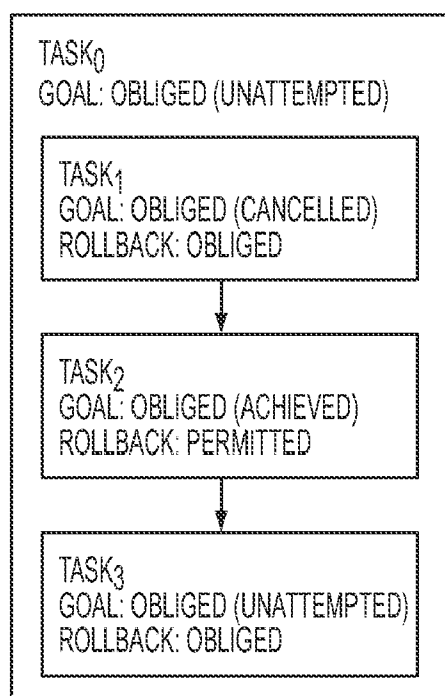 TASK0
GOAL: OBLIGED (UNATTEMPTED)
TASK1
GOAL: OBLIGED (CANCELLED)
ROLLBACK: OBLIGED
TASK2
GOAL: OBLIGED (ACHIEVED)
ROLLBACK: PERMITTED
TASK3
GOAL: OBLIGED (UNATTEMPTED)
ROLLBACK: OBLIGED